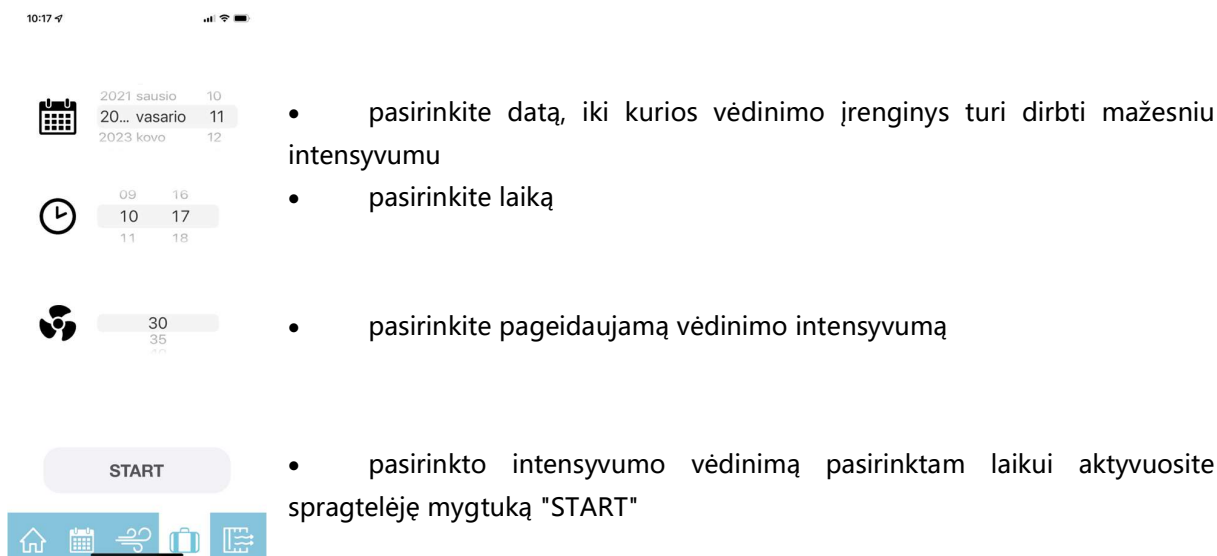 10:17
2021 sausio 10
20... vasario 11
2023 kovo 12
• pasirinkite datą, iki kurios vėdinimo įrenginys turi dirbti mažesniu
intensyvumu
09 16
10 17
11 18
• pasirinkite laiką
30
35
• pasirinkite pageidaujamą vėdinimo intensyvumą
START
• pasirinkto intensyvumo vėdinimą pasirinktam laikui aktyvuosite
spragtelėję mygtuką "START"